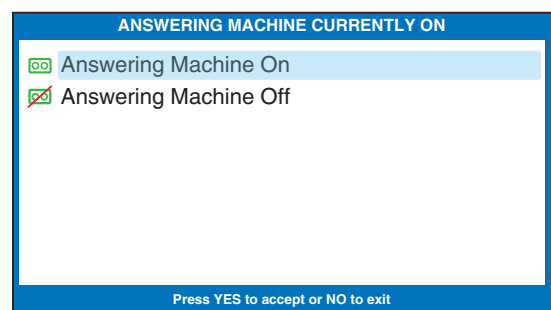 ANSWERING MACHINE CURRENTLY ON
Answering Machine On
Answering Machine Off
Press YES to accept or NO to exit